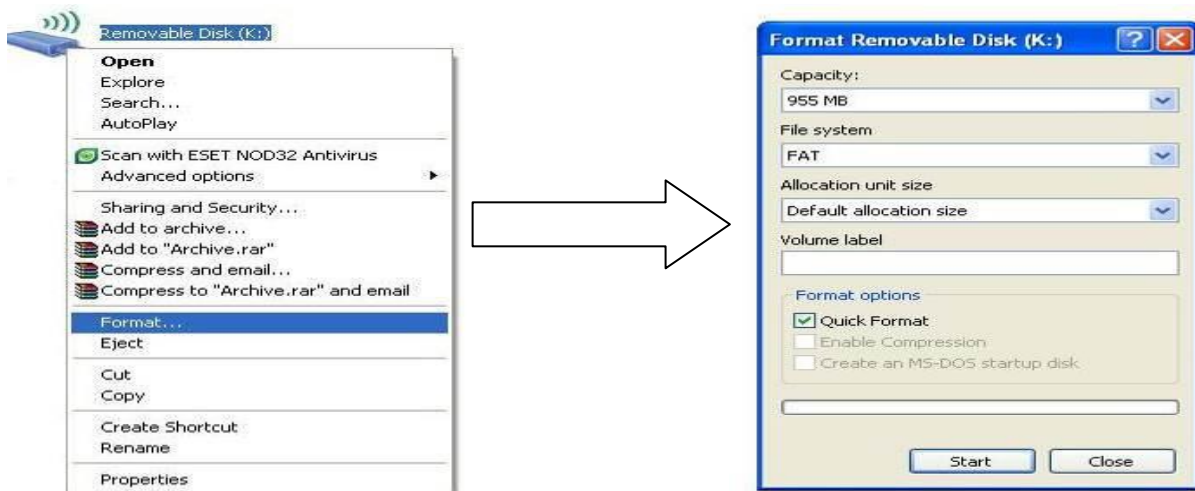 Removable Disk (K:)
Open
Explore
Search...
AutoPlay
Scan with ESET NOD32 Antivirus
Advanced options
Sharing and Security...
Add to archive...
Add to "Archive.rar"
Compress and email...
Compress to "Archive.rar" and email
Format...
Eject
Cut
Copy
Create Shortcut
Rename
Properties
Format Removable Disk (K:)
Capacity:
955 MB
File system
FAT
Allocation unit size
Default allocation size
Volume label
Format options
Quick Format
Enable Compression
Create an MS-DOS startup disk
Start
Close